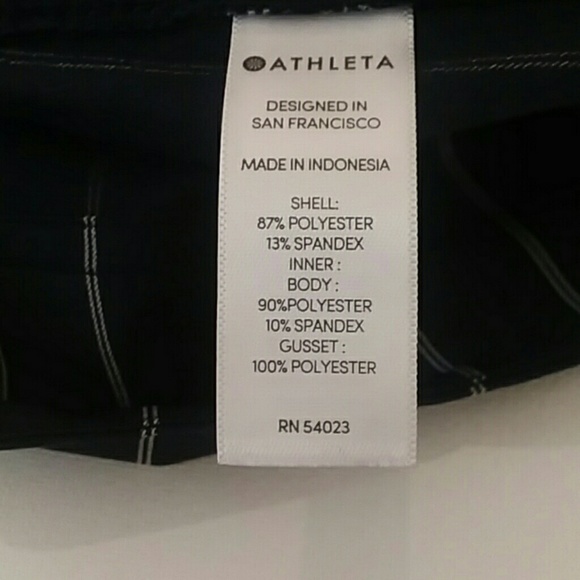 ATHLETA
DESIGNED IN
SAN FRANCISCO
MADE IN INDONESIA
SHELL:
87% POLYESTER
13% SPANDEX
INNER :
BODY :
90%POLYESTER
10% SPANDEX
GUSSET :
100% POLYESTER
RN 54023